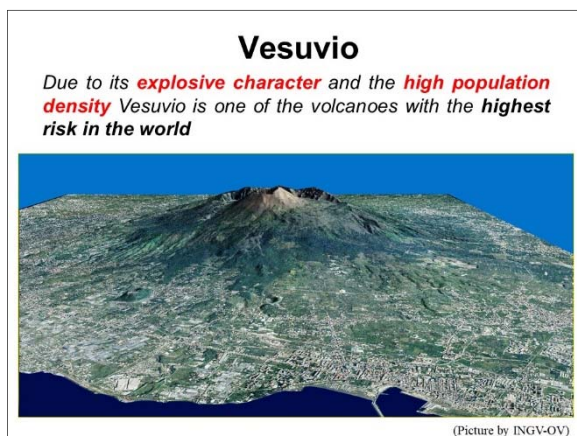 Vesuvio
Due to its explosive character and the high population
density Vesuvio is one of the volcanoes with the highest
risk in the world
(Picture by INGV-OV)